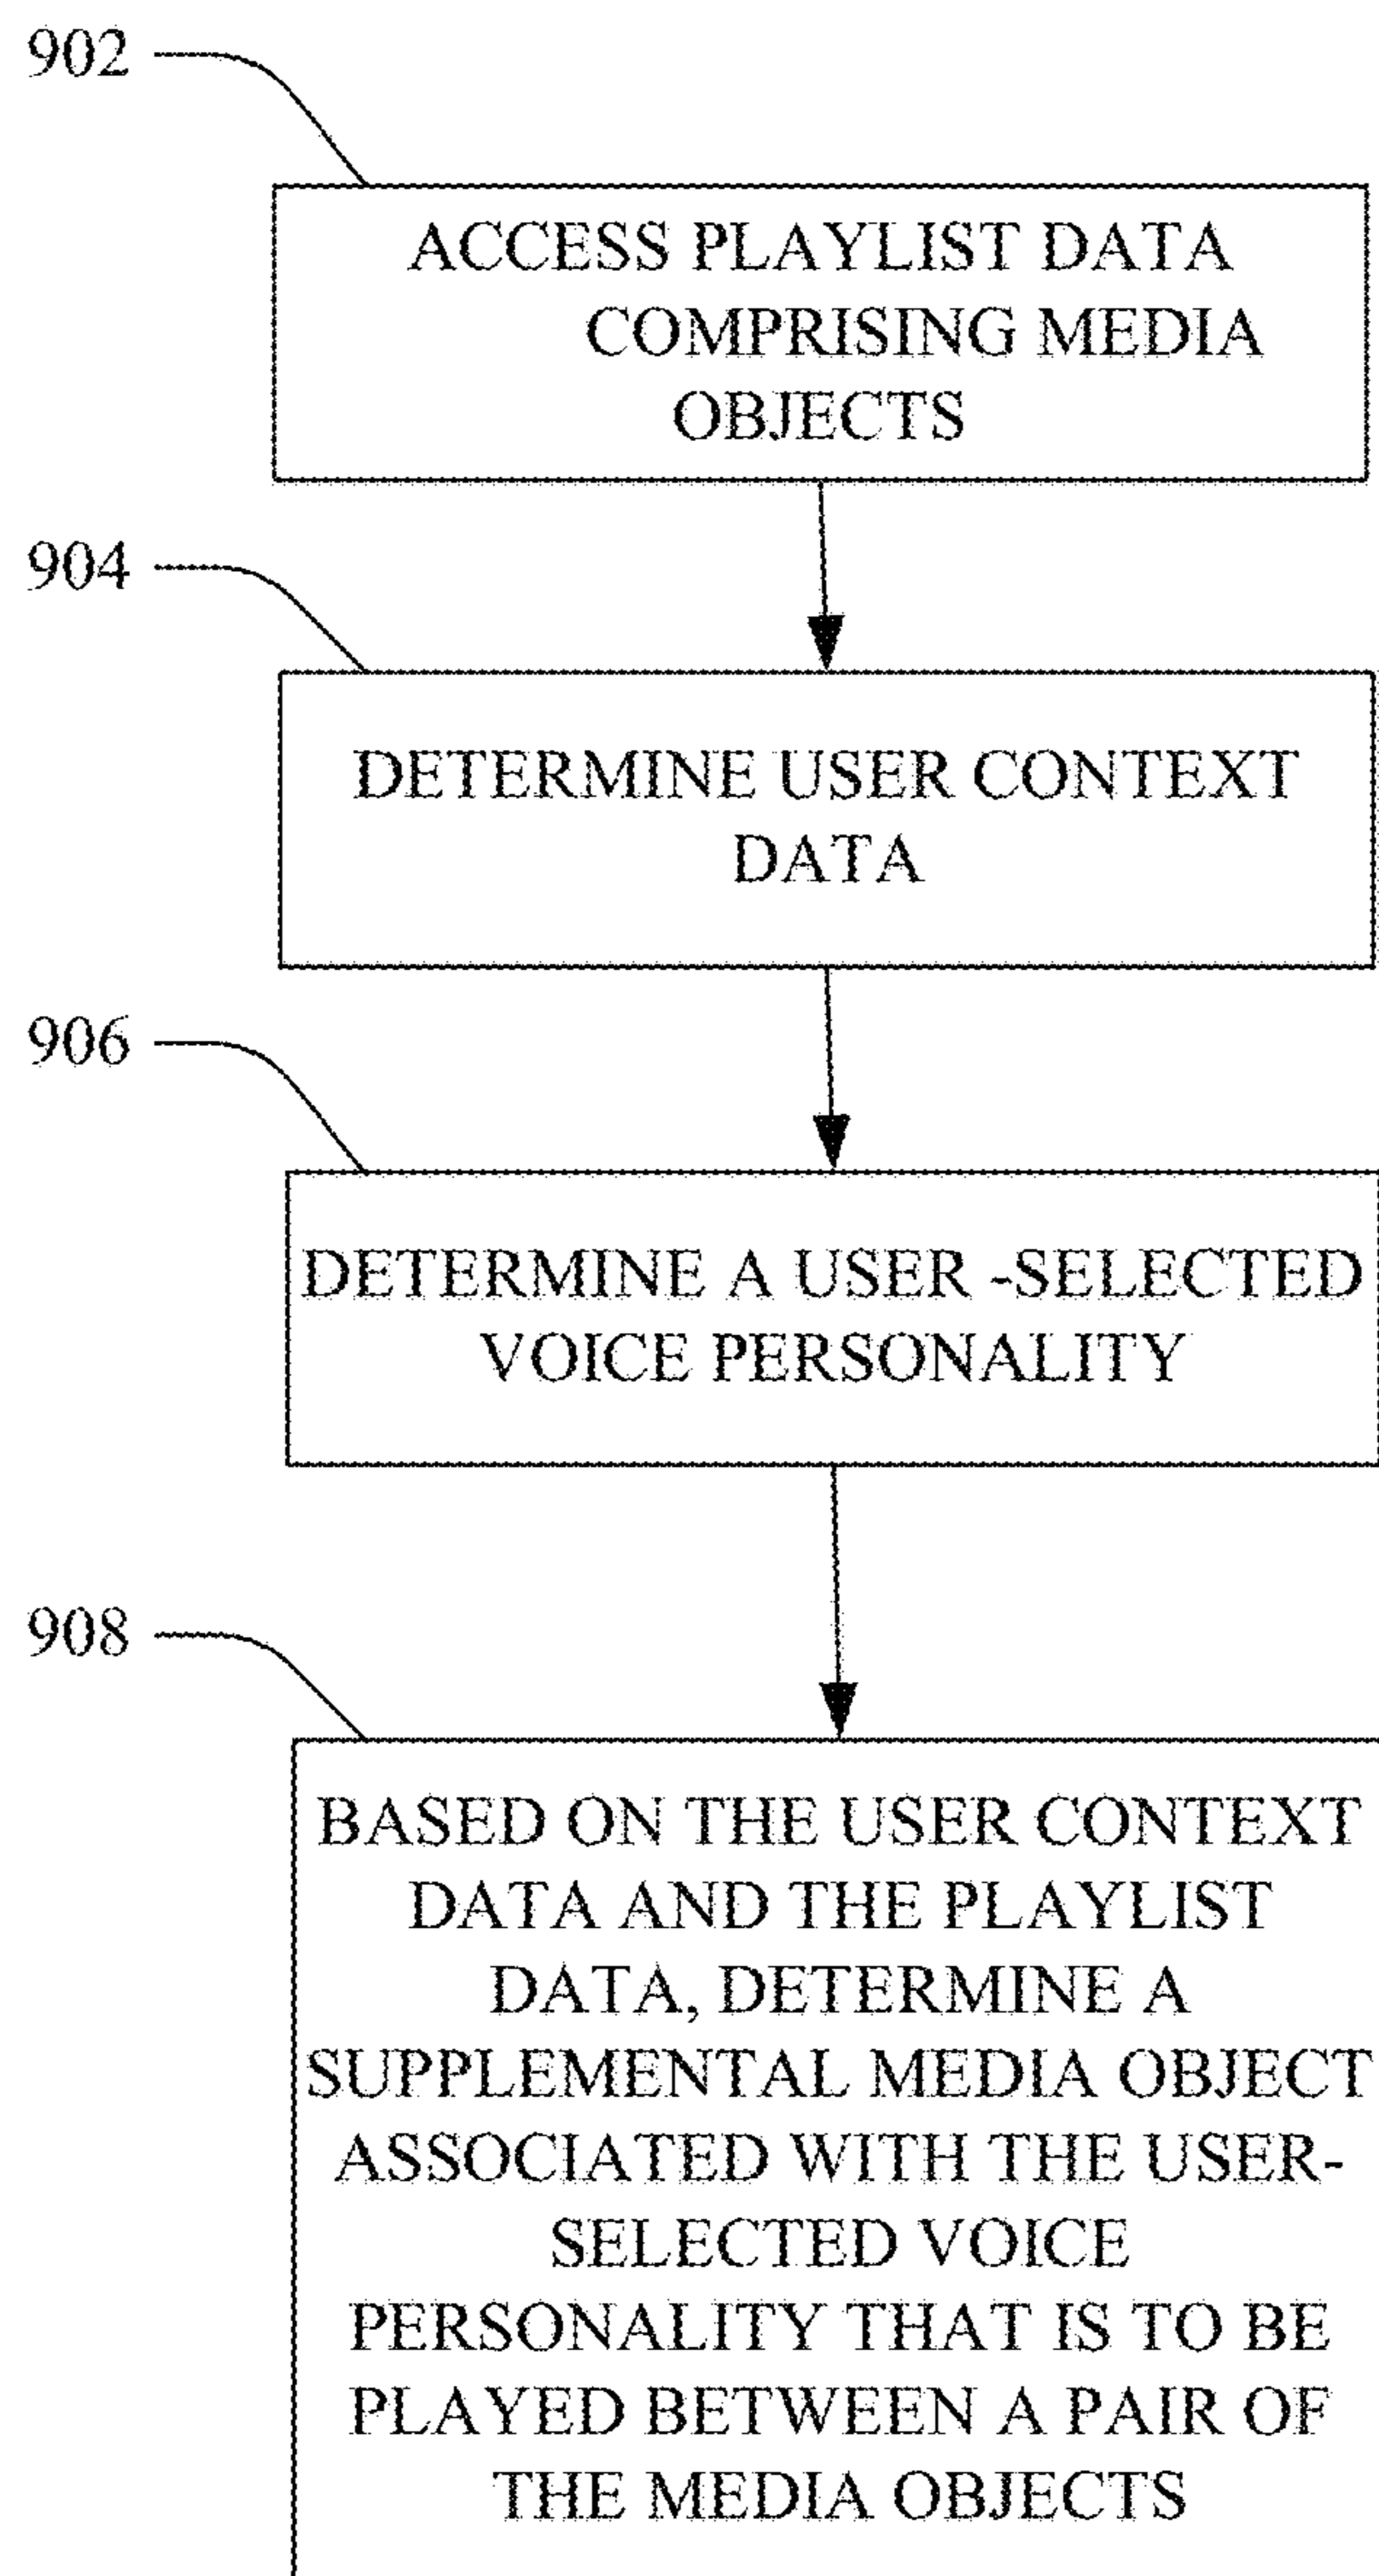 902
ACCESS PLAYLIST DATA
COMPRISING MEDIA
OBJECTS
904
DETERMINE USER CONTEXT
DATA
906
DETERMINE A USER -SELECTED
VOICE PERSONALITY
908
BASED ON THE USER CONTEXT
DATA AND THE PLAYLIST
DATA, DETERMINE A
SUPPLEMENTAL MEDIA OBJECT
ASSOCIATED WITH THE USER-
SELECTED VOICE
PERSONALITY THAT IS TO BE
PLAYED BETWEEN A PAIR OF
THE MEDIA OBJECTS